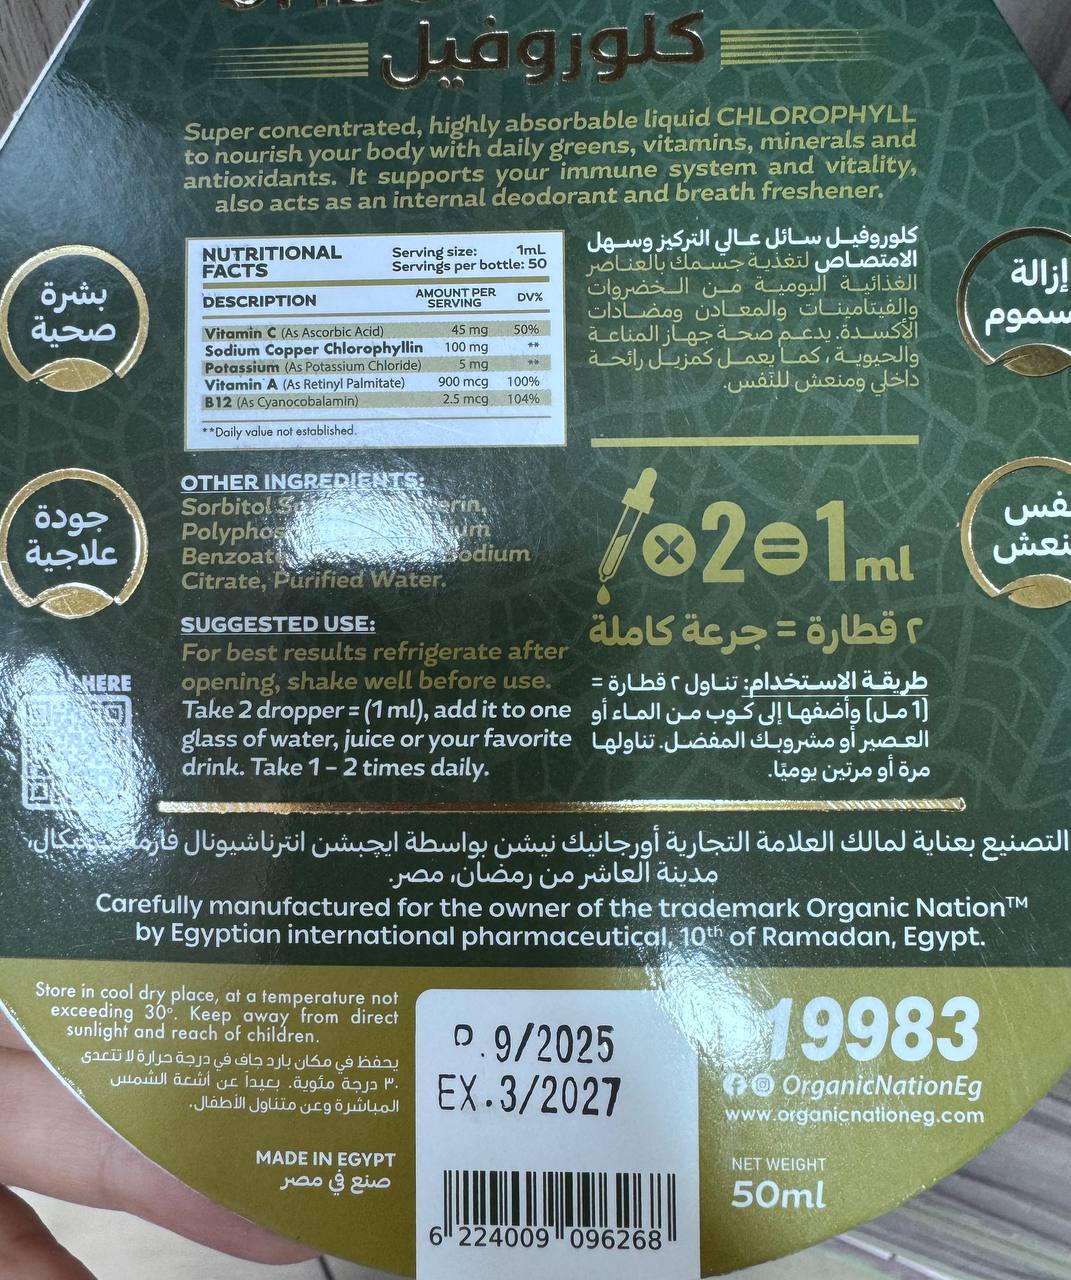 كلوروفيل
Super concentrated, highly absorbable liquid CHLOROPHYLL
to nourish your body with daily greens, vitamins, minerals and
antioxidants. It supports your immune system and vitality,
also acts as an internal deodorant and breath freshener.
NUTRITIONAL FACTS
Serving size: 1mL
Servings per bottle: 50
DESCRIPTION AMOUNT PER SERVING DV%
Vitamin C (As Ascorbic Acid) 45 mg 50%
Sodium Copper Chlorophyllin 100 mg **
Potassium (As Potassium Chloride) 5 mg **
Vitamin A (As Retinyl Palmitate) 900 mcg 100%
B12 (As Cyanocobalamin) 2.5 mcg 104%
**Daily value not established.
كلوروفيل سائل عالي التركيز وسهل
الامتصاص لتغذية جسمك بالعناصر
الغذائية اليومية من الخضروات
والفيتامينات والمعادن ومضادات
الأكسدة. يدعم صحة جهاز المناعة
والحيوية، كما يعمل كمزيل رائحة
داخلي ومنعش للنفس.
بشرة
صحية
إزالة
جودة
علاجية
OTHER INGREDIENTS:
Sorbitol
Benzoate Sodium
Citrate, Purified Water.
SUGGESTED USE:
For best results refrigerate after
opening, shake well before use.
Take 2 dropper = (1 ml), add it to one
glass of water, juice or your favorite
drink. Take 1 - 2 times daily.
×2=1ml
٢ قطارة = جرعة كاملة
طريقة الاستخدام: تناول ٢ قطارة =
(1 مل) وأضفها إلى كوب من الماء أو
العصير أو مشروبك المفضل. تناولها
مرة أو مرتين يوميًا.
HERE
التصنيع بعناية لمالك العلامة التجارية أورجانيك نيشن بواسطة ايجبشن انترناشيونال
مدينة العاشر من رمضان، مصر.
Carefully manufactured for the owner of the trademark Organic Nation™
by Egyptian international pharmaceutical, 10th of Ramadan, Egypt.
Store in cool dry place, at a temperature not
exceeding 30°. Keep away from direct
sunlight and reach of children.
يحفظ في مكان بارد جاف في درجة حرارة لا تتعدى
٣٠ درجة مئوية. بعيداً عن أشعة الشمس
المباشرة وعن متناول الأطفال.
MADE IN EGYPT
صنع في مصر
P.9/2025
EX.3/2027
6 224009 096268
19983
OrganicNationEg
www.organicnationeg.com
NET WEIGHT
50ml